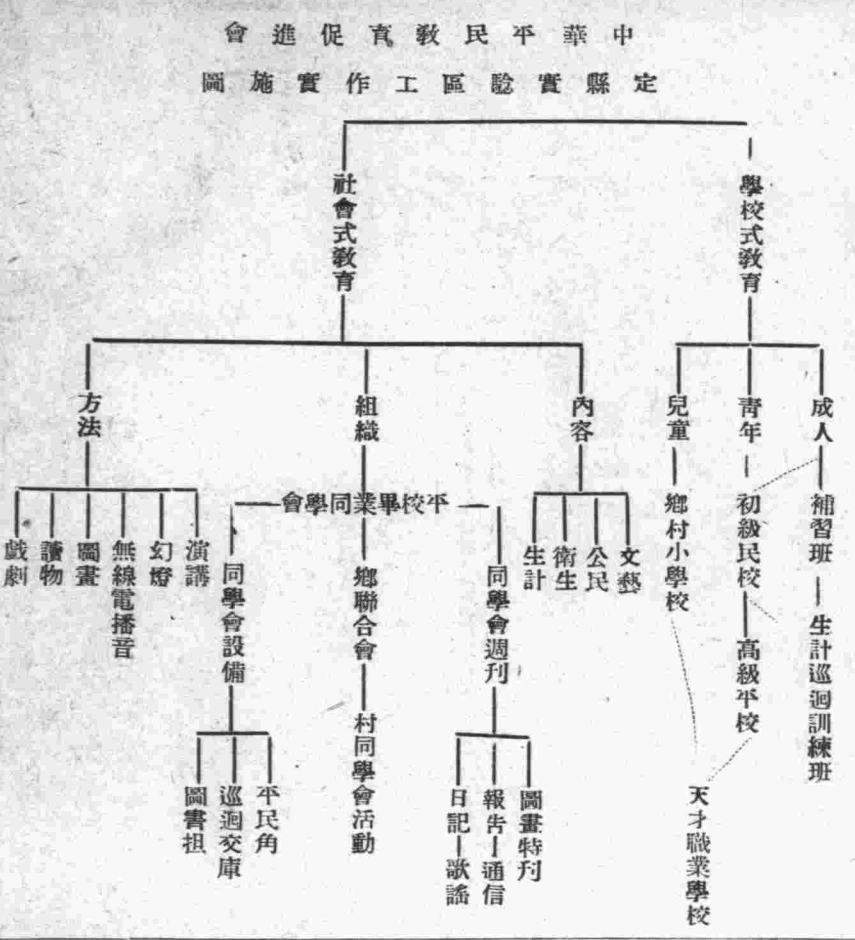 中華平民敎育促進會
定縣實驗區工作實施圖
學校式敎育
社會式敎育
成人
青年
兒童
內容
組織
方法
補習班
生計巡迴訓練班
初級民校
高級平校
鄉村小學校
天才職業學校
文藝
公民
衛生
生計
平校畢業同學會
同學會週刊
圖畫特刊
報告
通信
日記
歌謠
鄉聯合會
村同學會活動
同學會設備
平民角
巡迴交庫
圖書担
演講
幻燈
無線電播音
圖畫
讀物
戲劇